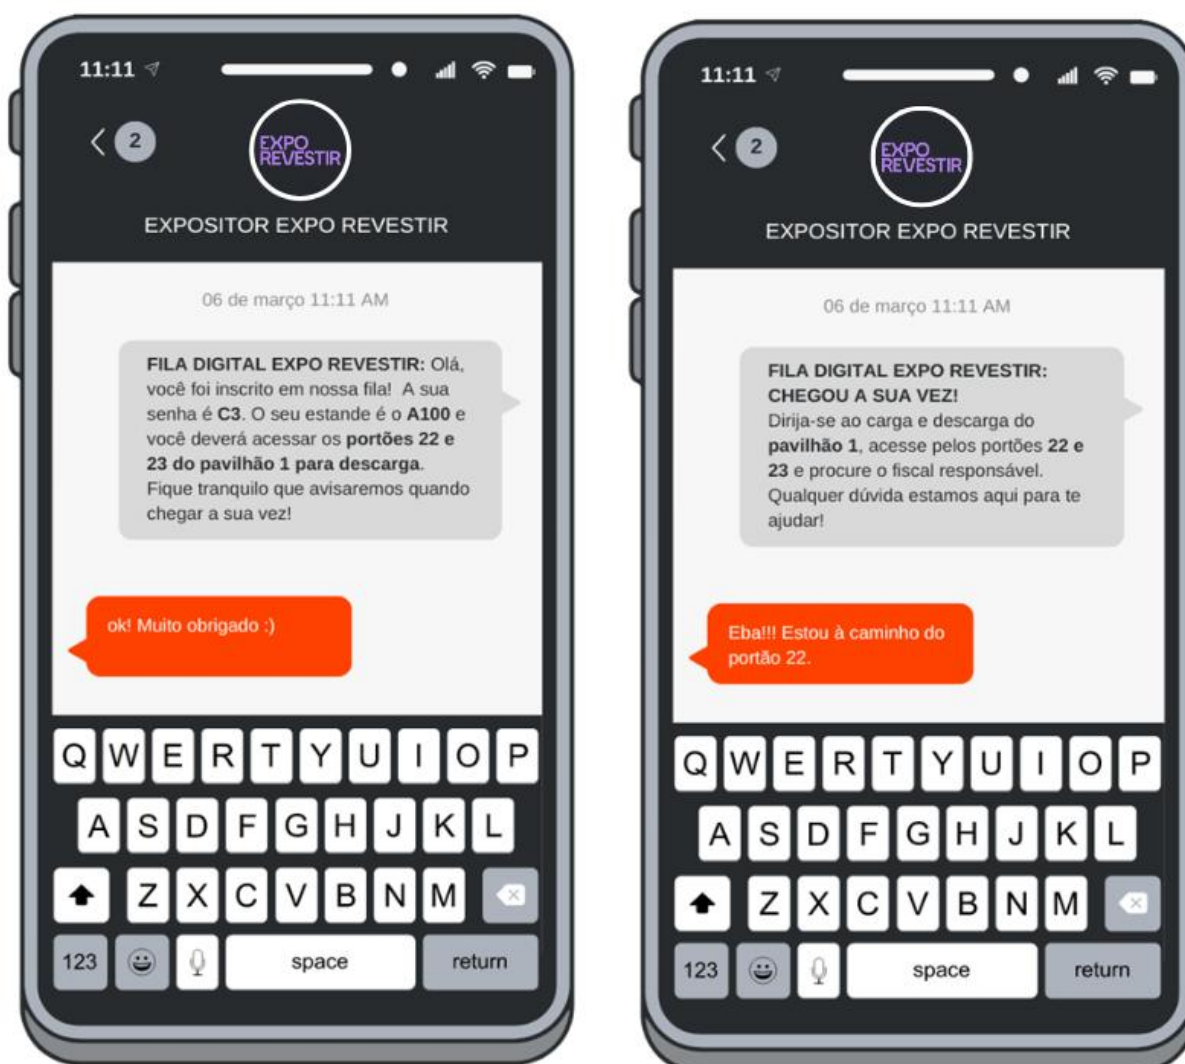 11:11
2
EXPO
REVESTIR
EXPOSITOR EXPO REVESTIR
06 de março 11:11 AM
FILA DIGITAL EXPO REVESTIR: Olá,
você foi inscrito em nossa fila!  A sua
senha é C3. O seu estande é o A100 e
você deverá acessar os portões 22 e
23 do pavilhão 1 para descarga.
Fique tranquilo que avisaremos quando
chegar a sua vez!
ok! Muito obrigado :)
Q W E R T Y U I O P
A S D F G H J K L
Z X C V B N M
123 space return
11:11
2
EXPO
REVESTIR
EXPOSITOR EXPO REVESTIR
06 de março 11:11 AM
FILA DIGITAL EXPO REVESTIR:
CHEGOU A SUA VEZ!
Dirija-se ao carga e descarga do
pavilhão 1, acesse pelos portões 22 e
23 e procure o fiscal responsável.
Qualquer dúvida estamos aqui para te
ajudar!
Eba!!! Estou à caminho do
portão 22.
Q W E R T Y U I O P
A S D F G H J K L
Z X C V B N M
123 space return